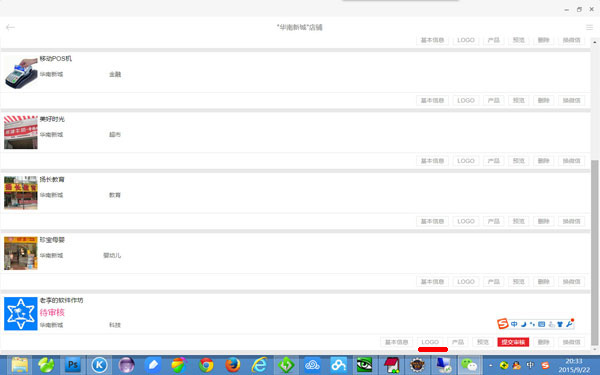 "华南新城"店铺
基本信息 LOGO 产品 预览 删除 换微信
移动POS机
华南新城 金融
基本信息 LOGO 产品 预览 删除 换微信
美好时光
华南新城 超市
基本信息 LOGO 产品 预览 删除 换微信
扬长教育
华南新城 教育
基本信息 LOGO 产品 预览 删除 换微信
珍宝母婴
华南新城 婴幼儿
基本信息 LOGO 产品 预览 删除 换微信
老李的软件作坊
待审核
华南新城 科技
中
基本信息 LOGO 产品 预览 提交审核 删除 换微信
20:33
2015/9/22